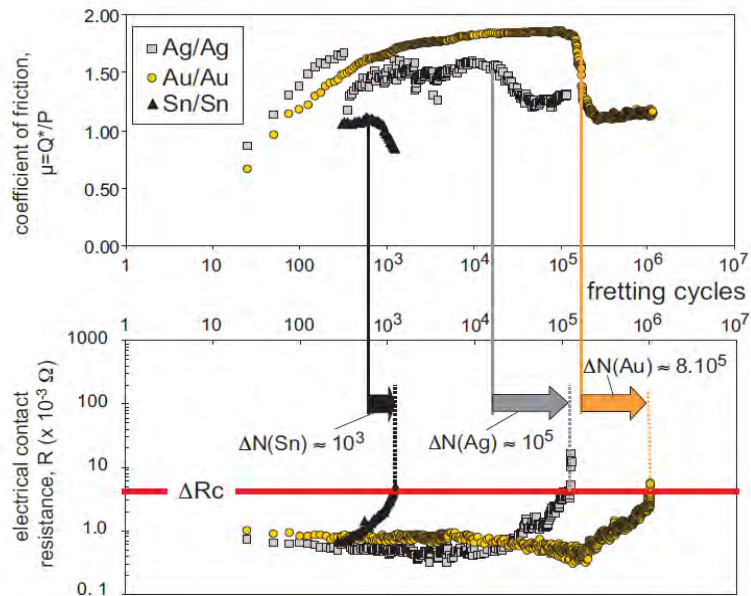 2.00
1.50
1.00
0.50
0.00
coefficient of friction,
μ=Q*/P
Ag/Ag
Au/Au
Sn/Sn
1 10 100 10³ 10⁴ 10⁵ 10⁶ 10⁷
fretting cycles
1 10 100 10³ 10⁴ 10⁵ 10⁶ 10⁷
1000
100
10
1.0
0.1
electrical contact
resistance, R (x 10⁻³ Ω)
ΔN(Au) ≈ 8.10⁵
ΔN(Sn) ≈ 10³
ΔN(Ag) ≈ 10⁵
ΔRc